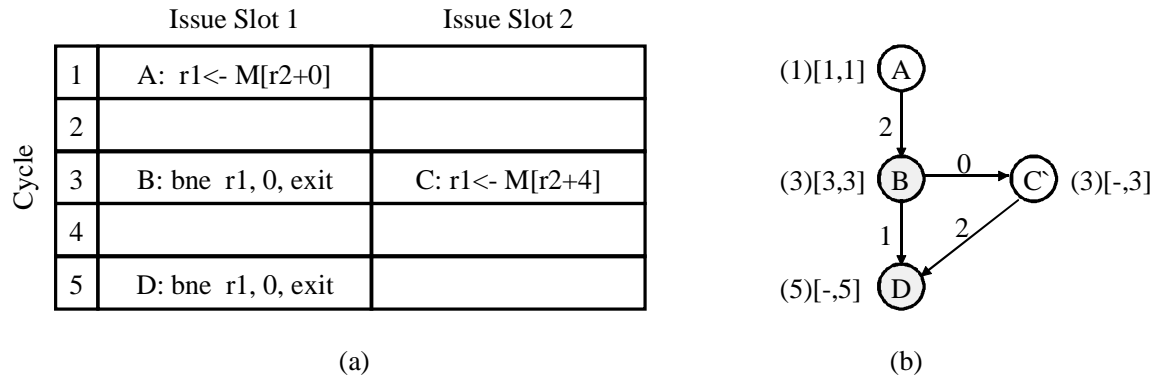 Issue Slot 1 Issue Slot 2
Cycle
1 A: r1<- M[r2+0]
2
3 B: bne r1, 0, exit C: r1<- M[r2+4]
4
5 D: bne r1, 0, exit
(a)
(1)[1,1] A
2
(3)[3,3] B 0 C` (3)[-,3]
1 2
(5)[-,5] D
(b)